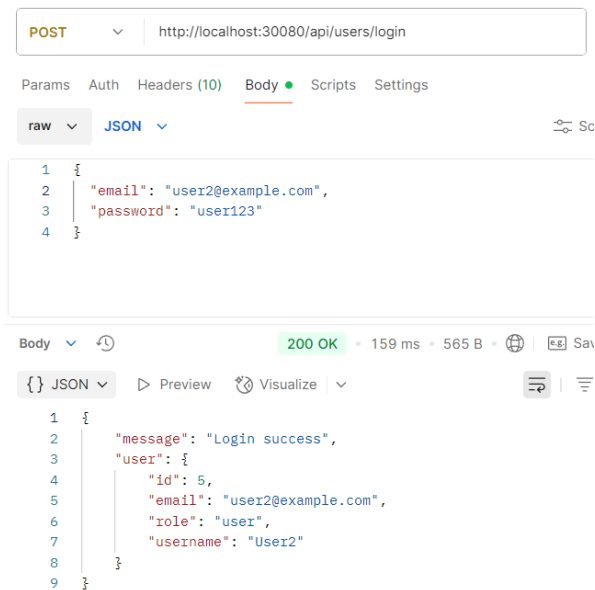 POST http://localhost:30080/api/users/login
Params Auth Headers (10) Body Scripts Settings
raw JSON So
1 {
2 "email": "user2@example.com",
3 "password": "user123"
4 }
Body 200 OK 159 ms 565 B e.g. Sav
{} JSON Preview Visualize
1 {
2 "message": "Login success",
3 "user": {
4 "id": 5,
5 "email": "user2@example.com",
6 "role": "user",
7 "username": "User2"
8 }
9 }